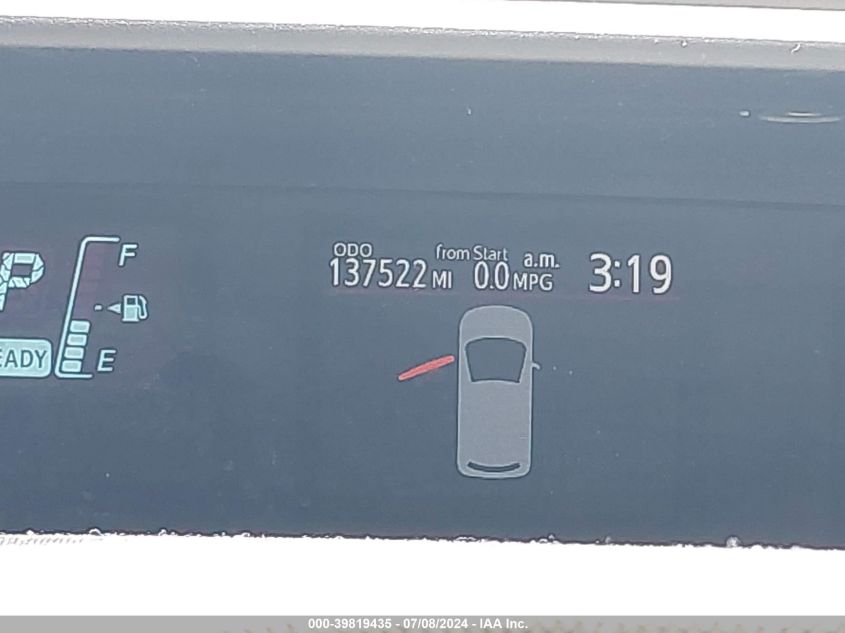 P F
ODO from Start a.m. 3:19
137522 MI 0.0 MPG
EADY E
000-39819435 - 07/08/2024 - IAA Inc.